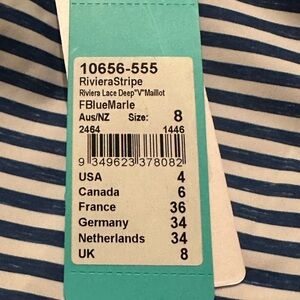 10656-555
RivieraStripe
Riviera Lace Deep"V"Maillot
FBlueMarle
Aus/NZ Size: 8
2464 1446
9 349623 378082
USA 4
Canada 6
France 36
Germany 34
Netherlands 34
UK 8